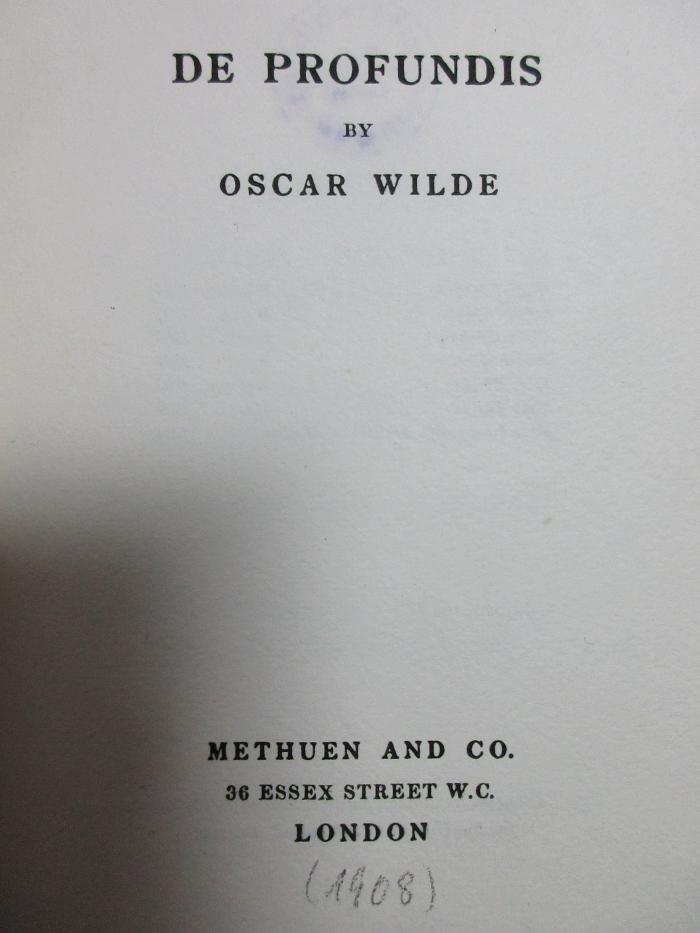 DE PROFUNDIS
BY
OSCAR WILDE
METHUEN AND CO.
36 ESSEX STREET W.C.
LONDON
(1908)